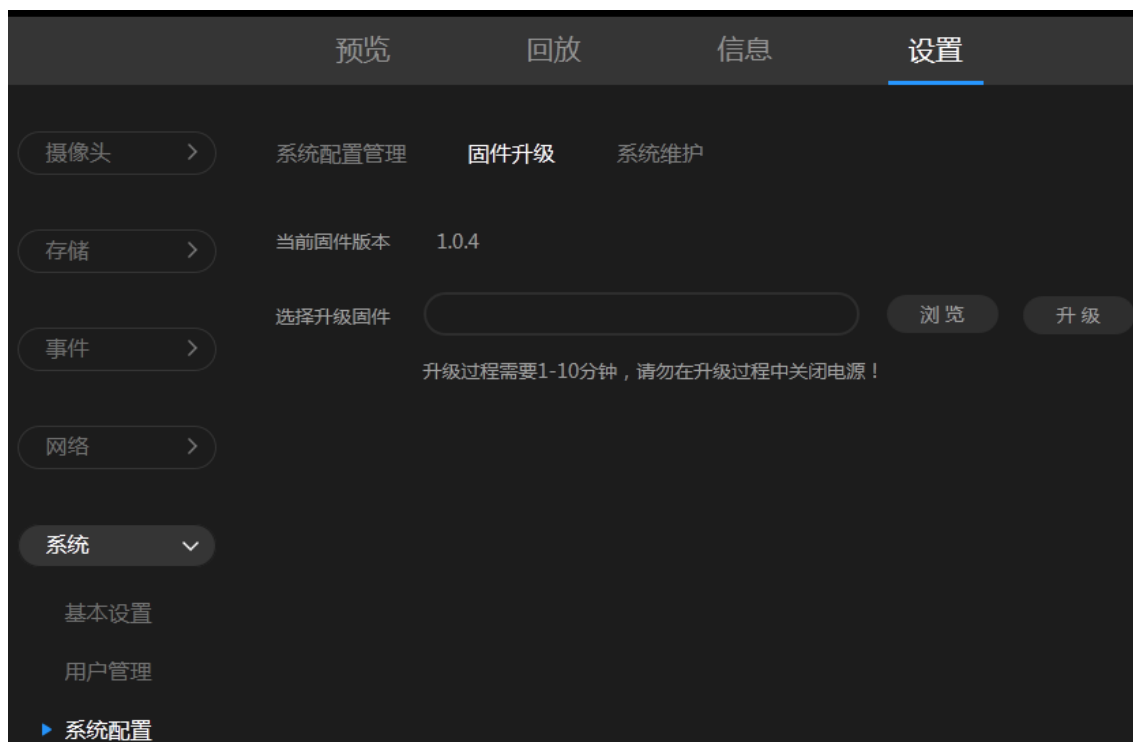 预览 回放 信息 设置
摄像头
系统配置管理 固件升级 系统维护
存储
当前固件版本 1.0.4
选择升级固件 浏览 升级
事件
升级过程需要1-10分钟，请勿在升级过程中关闭电源！
网络
系统
基本设置
用户管理
系统配置